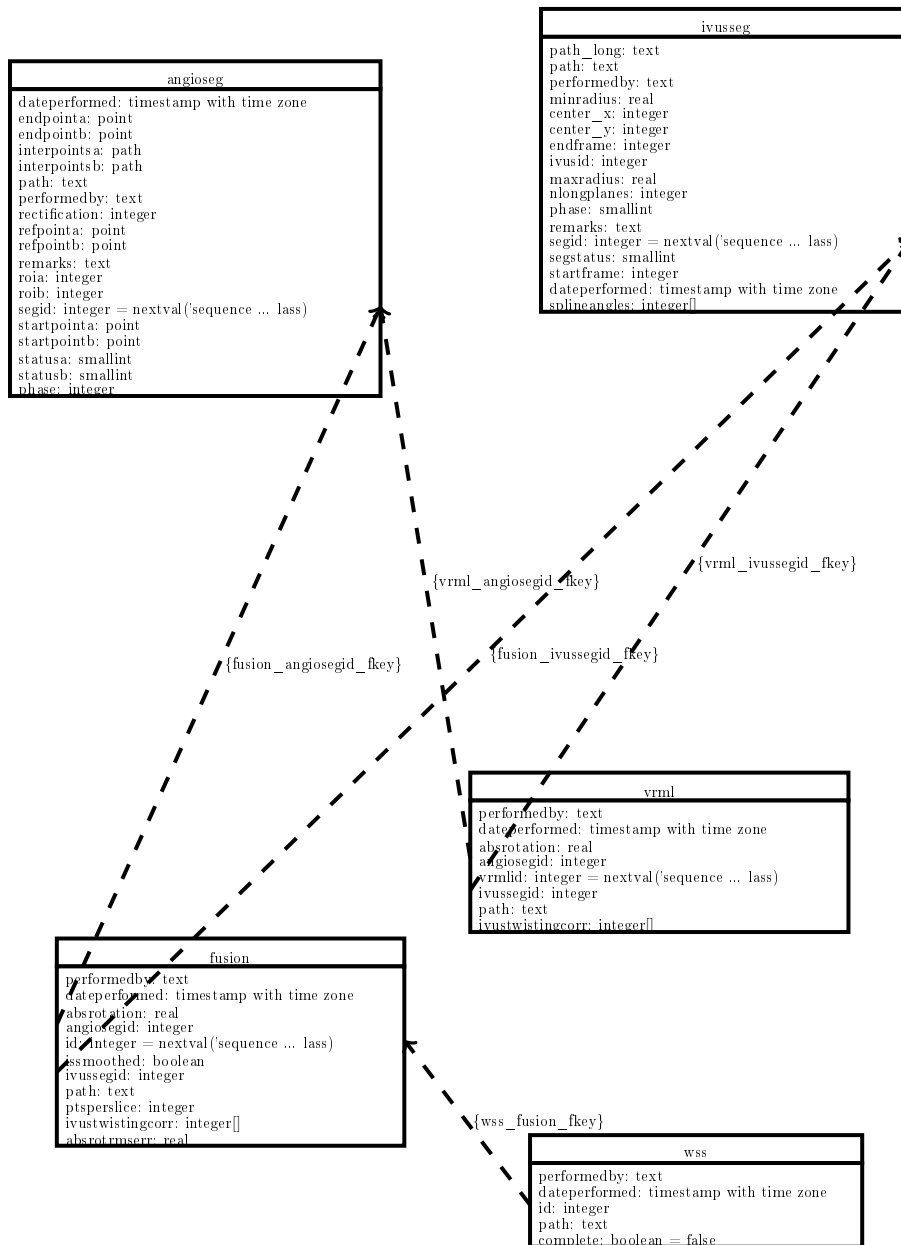 ivusseg
path_long: text
path: text
performedby: text
minradius: real
center_x: integer
center_y: integer
endframe: integer
ivusid: integer
maxradius: real
nlongplanes: integer
phase: smallint
remarks: text
segid: integer = nextval('sequence ... lass)
segstatus: smallint
startframe: integer
dateperformed: timestamp with time zone
splineangles: integer[]
angioseg
dateperformed: timestamp with time zone
endpointa: point
endpointb: point
interpointsa: path
interpointsb: path
path: text
performedby: text
rectification: integer
refpointa: point
refpointb: point
remarks: text
roia: integer
roib: integer
segid: integer = nextval('sequence ... lass)
startpointa: point
startpointb: point
statusa: smallint
statusb: smallint
phase: integer
{vrml_ivussegid_fkey}
{vrml_angiosegid_fkey}
{fusion_ivussegid_fkey}
{fusion_angiosegid_fkey}
vrml
performedby: text
dateperformed: timestamp with time zone
absrotation: real
angiosegid: integer
vrmlid: integer = nextval('sequence ... lass)
ivussegid: integer
path: text
ivustwistingcorr: integer[]
fusion
performedby: text
dateperformed: timestamp with time zone
absrotation: real
angiosegid: integer
id: integer = nextval('sequence ... lass)
issmoothed: boolean
ivussegid: integer
path: text
ptsperslice: integer
ivustwistingcorr: integer[]
absrotrmserr: real
{wss_fusion_fkey}
wss
performedby: text
dateperformed: timestamp with time zone
id: integer
path: text
complete: boolean = false